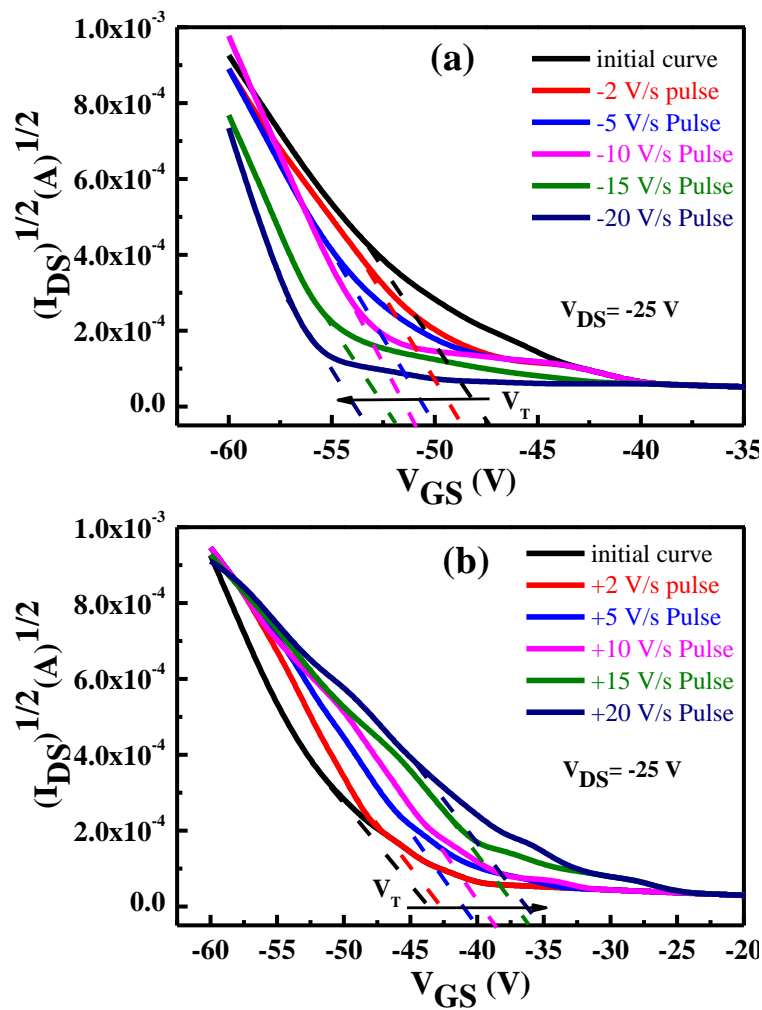 (a)
initial curve
-2 V/s pulse
-5 V/s Pulse
-10 V/s Pulse
-15 V/s Pulse
-20 V/s Pulse
V_DS= -25 V
V_T
1.0x10^-3
8.0x10^-4
6.0x10^-4
4.0x10^-4
2.0x10^-4
0.0
(I_DS)^1/2(A)^1/2
-60 -55 -50 -45 -40 -35
V_GS (V)
(b)
initial curve
+2 V/s pulse
+5 V/s Pulse
+10 V/s Pulse
+15 V/s Pulse
+20 V/s Pulse
V_DS= -25 V
V_T
1.0x10^-3
8.0x10^-4
6.0x10^-4
4.0x10^-4
2.0x10^-4
0.0
(I_DS)^1/2(A)^1/2
-60 -55 -50 -45 -40 -35 -30 -25 -20
V_GS (V)